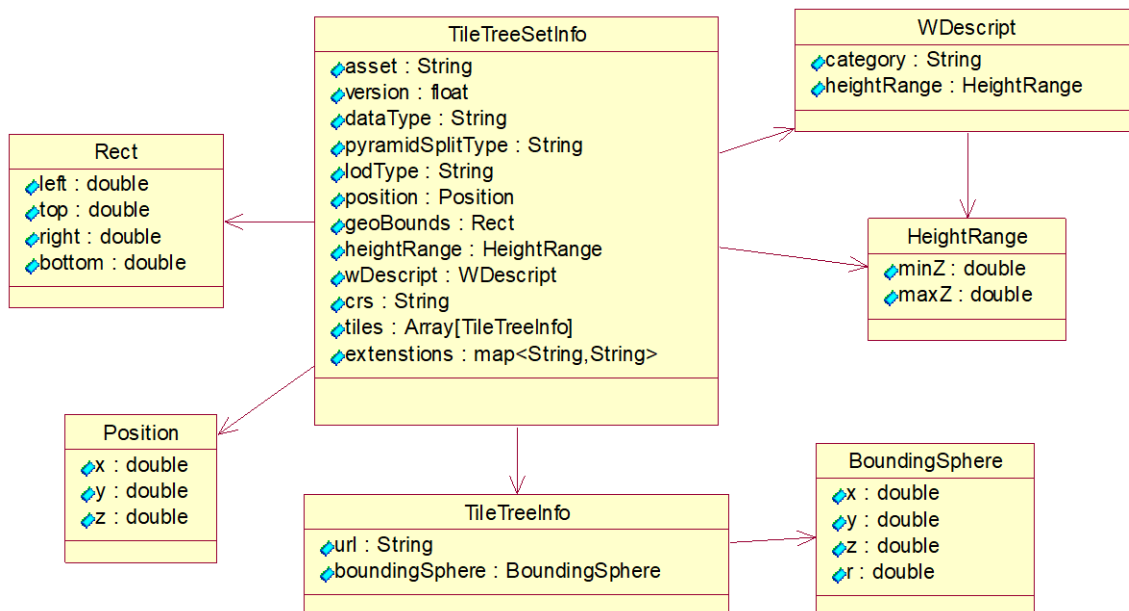 TileTreeSetInfo
asset : String
version : float
dataType : String
pyramidSplitType : String
lodType : String
position : Position
geoBounds : Rect
heightRange : HeightRange
wDescript : WDescript
crs : String
tiles : Array[TileTreeInfo]
extenstions : map<String,String>
WDescript
category : String
heightRange : HeightRange
Rect
left : double
top : double
right : double
bottom : double
HeightRange
minZ : double
maxZ : double
Position
x : double
y : double
z : double
TileTreeInfo
url : String
boundingSphere : BoundingSphere
BoundingSphere
x : double
y : double
z : double
r : double